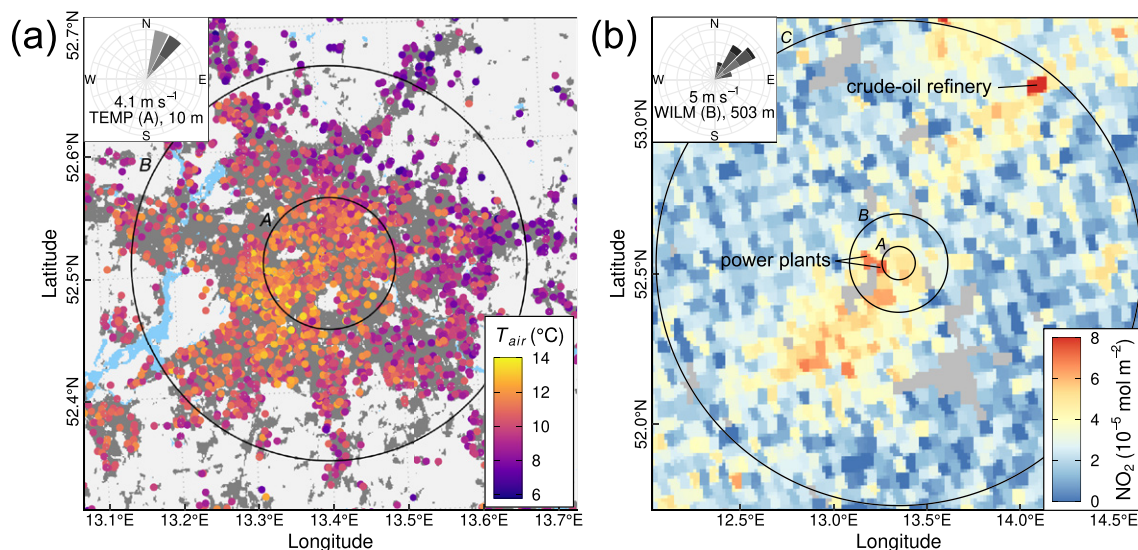 (a)
N
W
E
S
4.1 m s⁻¹
TEMP (A), 10 m
B
A
52.7°N
52.6°N
52.5°N
52.4°N
Latitude
13.1°E
13.2°E
13.3°E
13.4°E
13.5°E
13.6°E
13.7°E
Longitude
Tair (°C)
14
12
10
8
6
(b)
N
W
E
S
5 m s⁻¹
WILM (B), 503 m
C
crude-oil refinery
B
A
power plants
53.0°N
52.5°N
52.0°N
Latitude
12.5°E
13.0°E
13.5°E
14.0°E
14.5°E
Longitude
8
6
4
2
0
NO₂ (10⁻⁵ mol m⁻²)